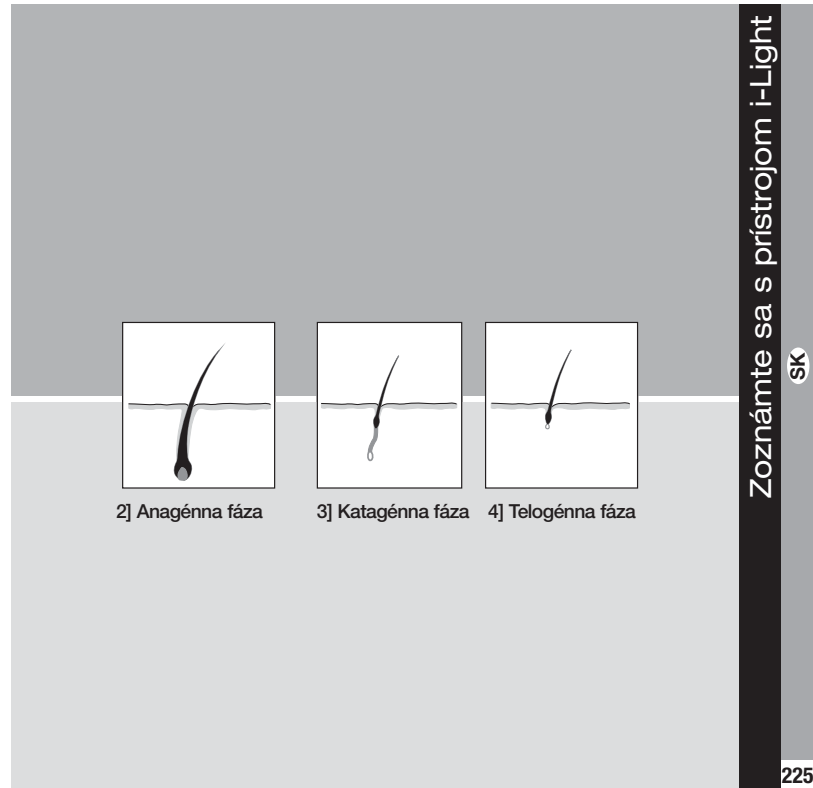 2] Anagénna fáza
3] Katagénna fáza
4] Telogénna fáza
Zoznámte sa s prístrojom i-Light
SK
225